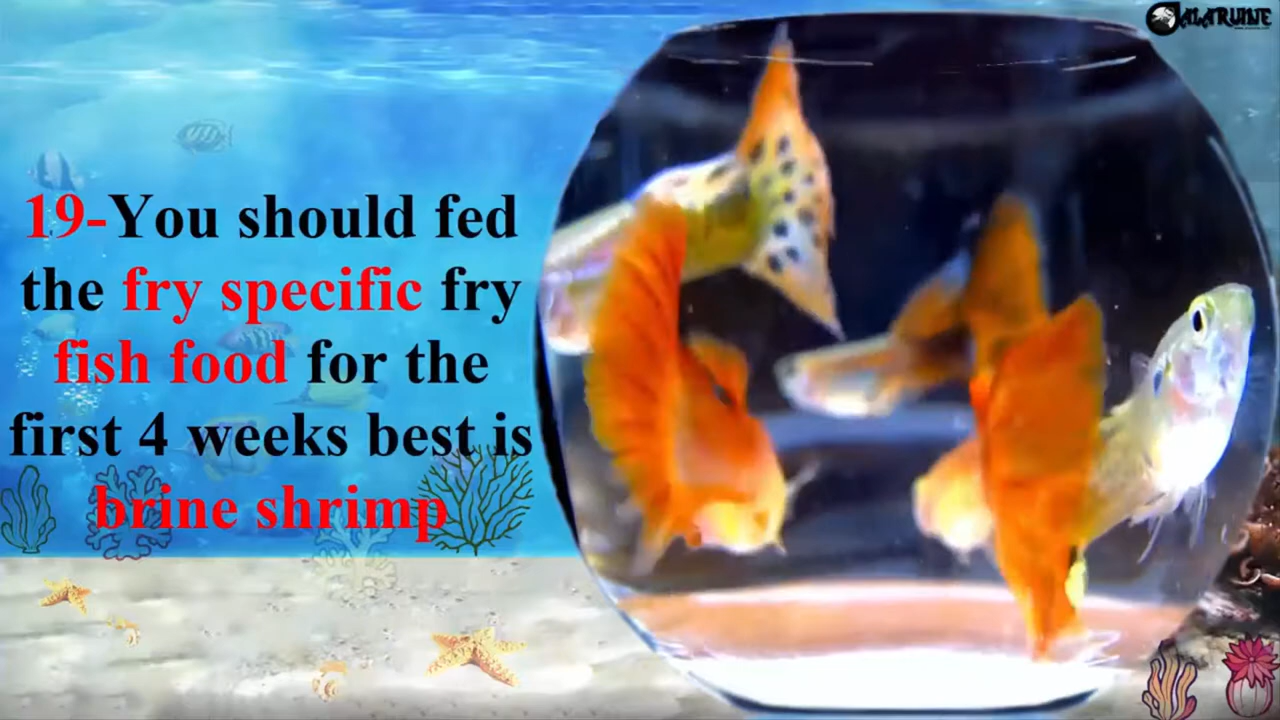 ALARUNE
19-You should fed
the fry specific fry
fish food for the
first 4 weeks best is
brine shrimp